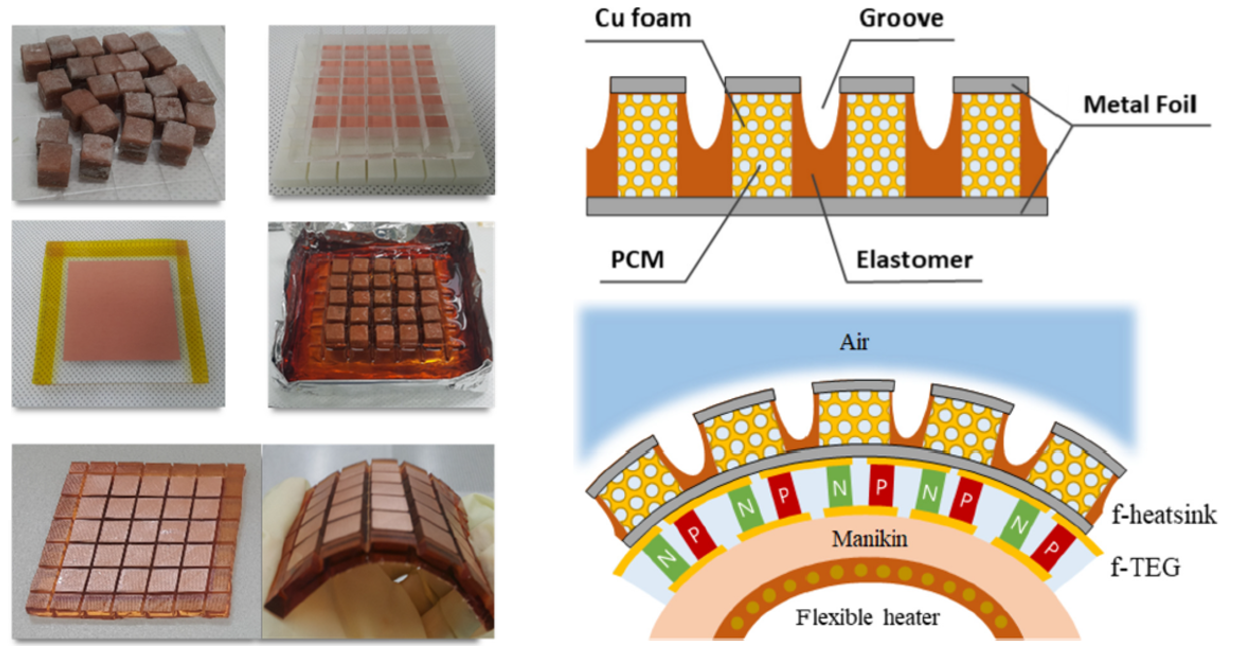 Cu foam
Groove
Metal Foil
PCM
Elastomer
Air
N
P
N
P
N
P
N
P
N
P
f-heatsink
Manikin
f-TEG
Flexible heater